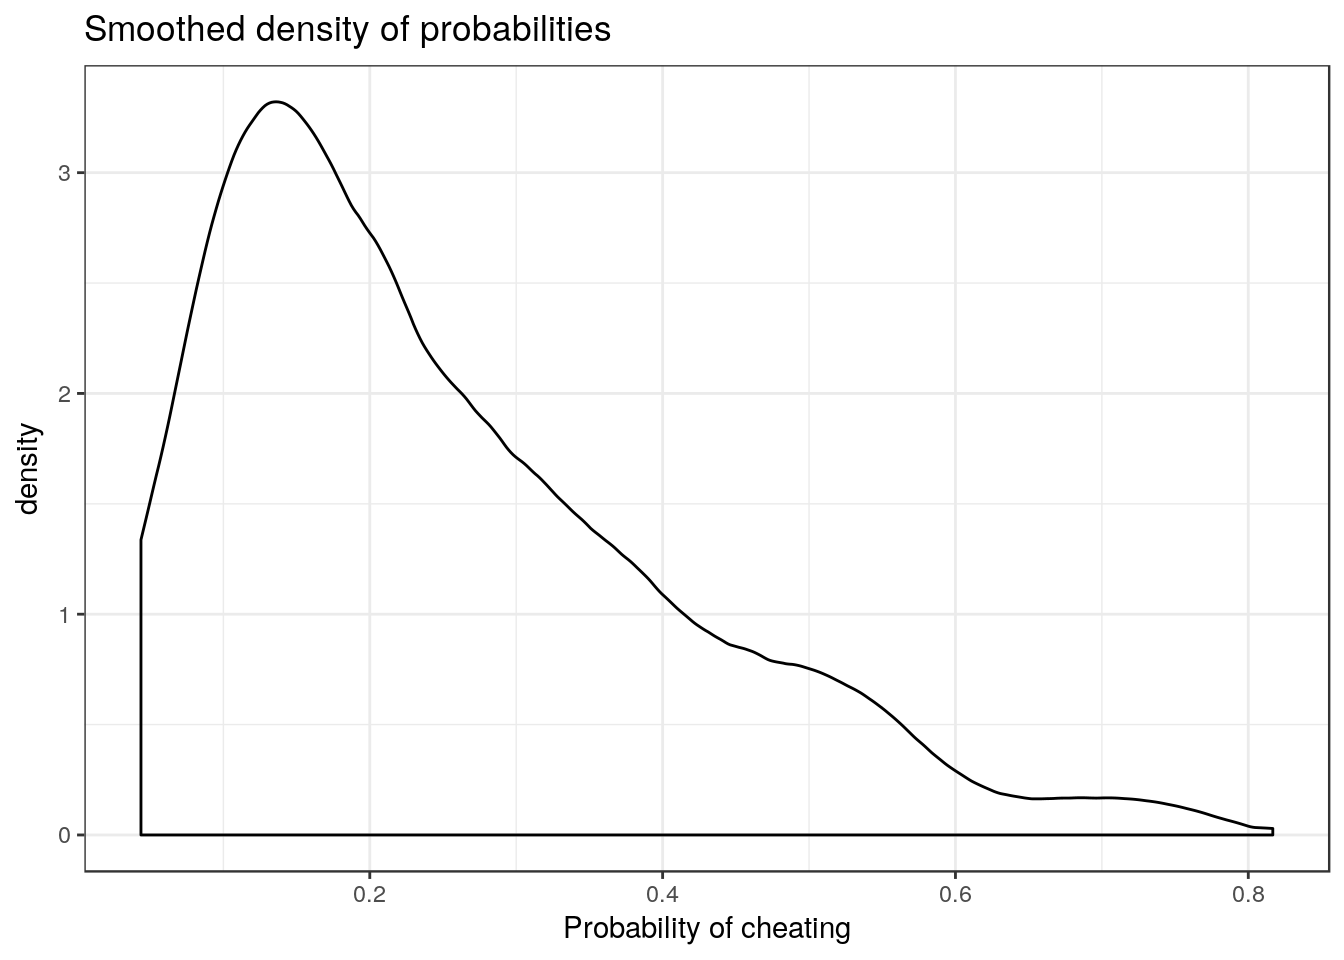 Smoothed density of probabilities
3
2
1
0
density
0.2 0.4 0.6 0.8
Probability of cheating